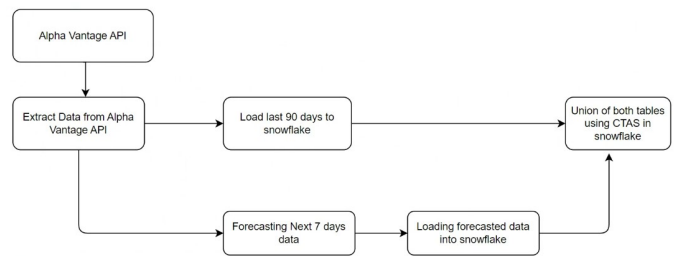 Alpha Vantage API
Extract Data from Alpha
Vantage API
Load last 90 days to
snowflake
Union of both tables
using CTAS in
snowflake
Forecasting Next 7 days
data
Loading forecasted data
into snowflake